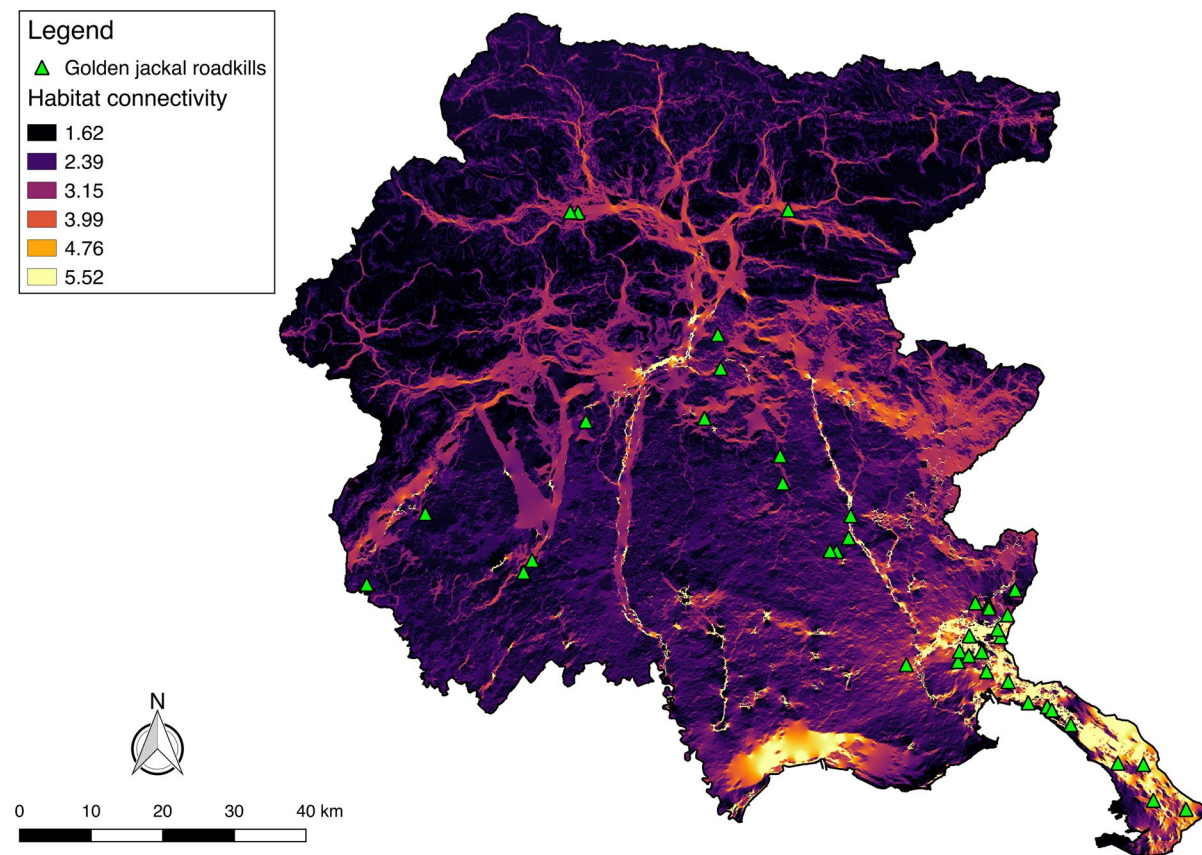 Legend
Golden jackal roadkills
Habitat connectivity
1.62
2.39
3.15
3.99
4.76
5.52
N
0 10 20 30 40 km